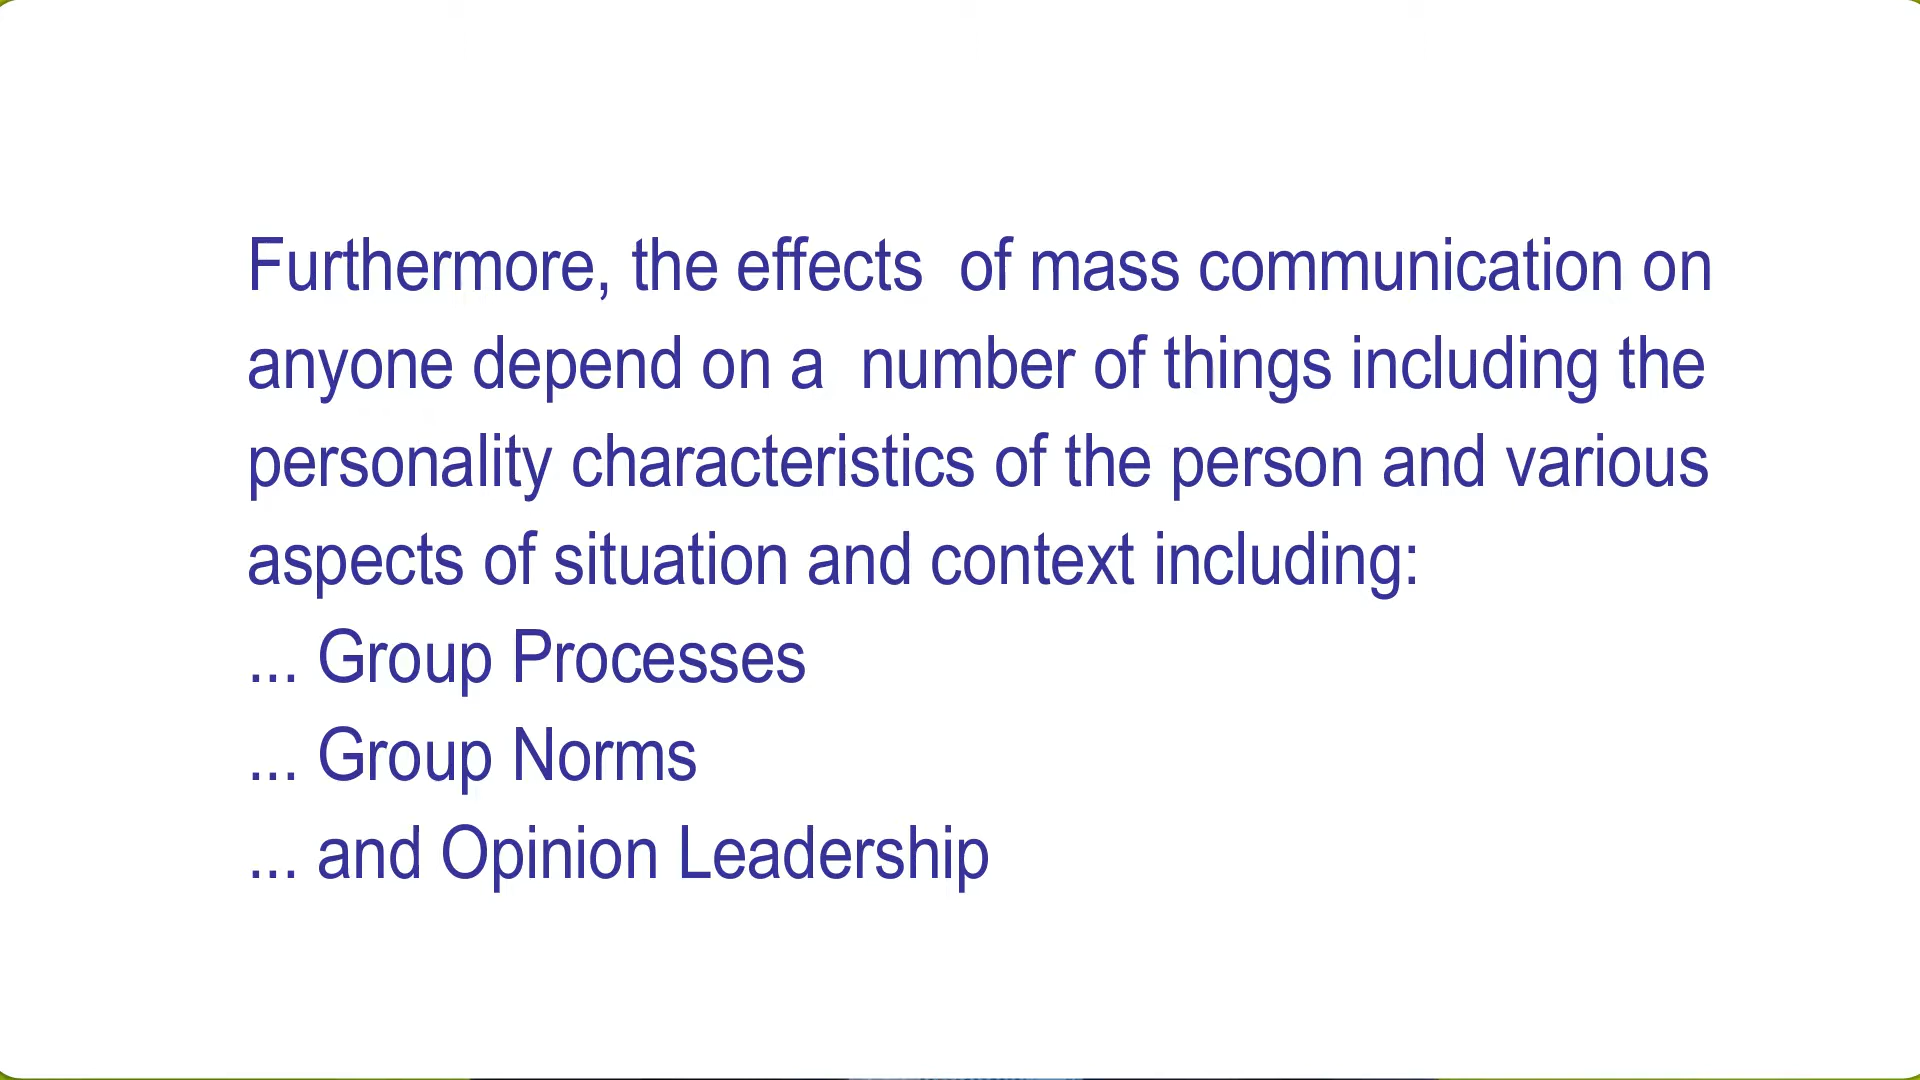 Furthermore, the effects  of mass communication on
anyone depend on a  number of things including the
personality characteristics of the person and various
aspects of situation and context including:
... Group Processes
... Group Norms
... and Opinion Leadership